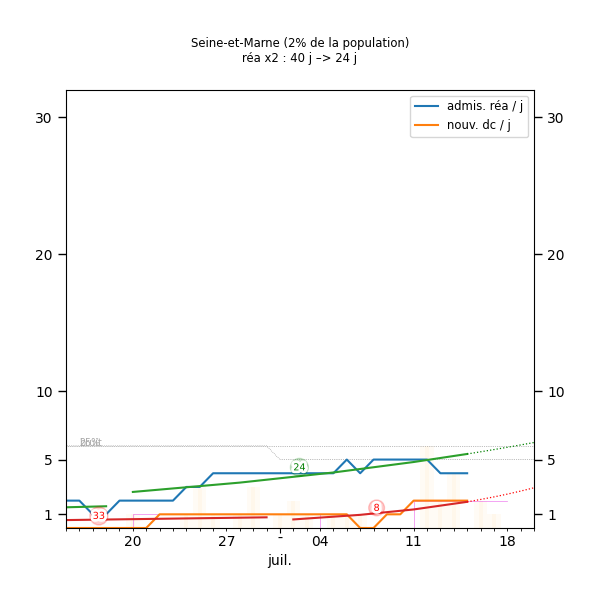 Seine-et-Marne (2% de la population)
réa x2 : 40 j –> 24 j
admis. réa / j
nouv. dc / j
30 30
20 20
10 10
5 5
1 1
24
33
8
20 27 - 04 11 18
juil.